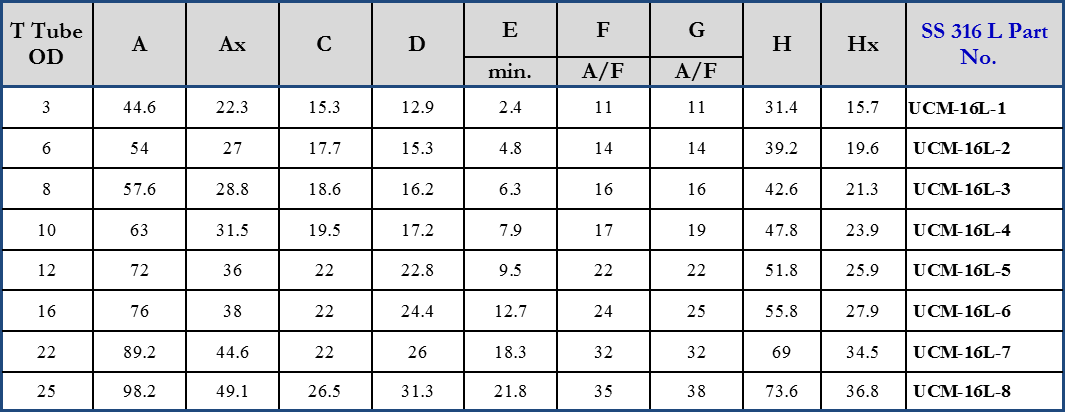 T Tube OD A Ax C D E F G H Hx SS 316 L Part No.
min. A/F A/F
3 44.6 22.3 15.3 12.9 2.4 11 11 31.4 15.7 UCM-16L-1
6 54 27 17.7 15.3 4.8 14 14 39.2 19.6 UCM-16L-2
8 57.6 28.8 18.6 16.2 6.3 16 16 42.6 21.3 UCM-16L-3
10 63 31.5 19.5 17.2 7.9 17 19 47.8 23.9 UCM-16L-4
12 72 36 22 22.8 9.5 22 22 51.8 25.9 UCM-16L-5
16 76 38 22 24.4 12.7 24 25 55.8 27.9 UCM-16L-6
22 89.2 44.6 22 26 18.3 32 32 69 34.5 UCM-16L-7
25 98.2 49.1 26.5 31.3 21.8 35 38 73.6 36.8 UCM-16L-8